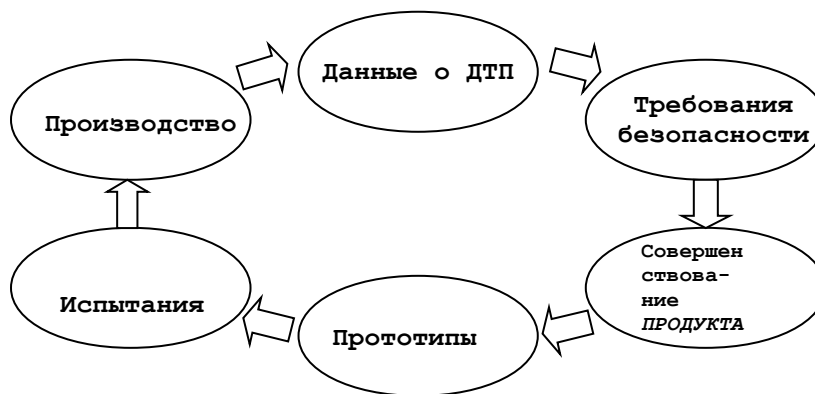 Данные о ДТП
Требования
безопасности
Производство
Совершен
ствова-
ние
ПРОДУКТА
Испытания
Прототипы